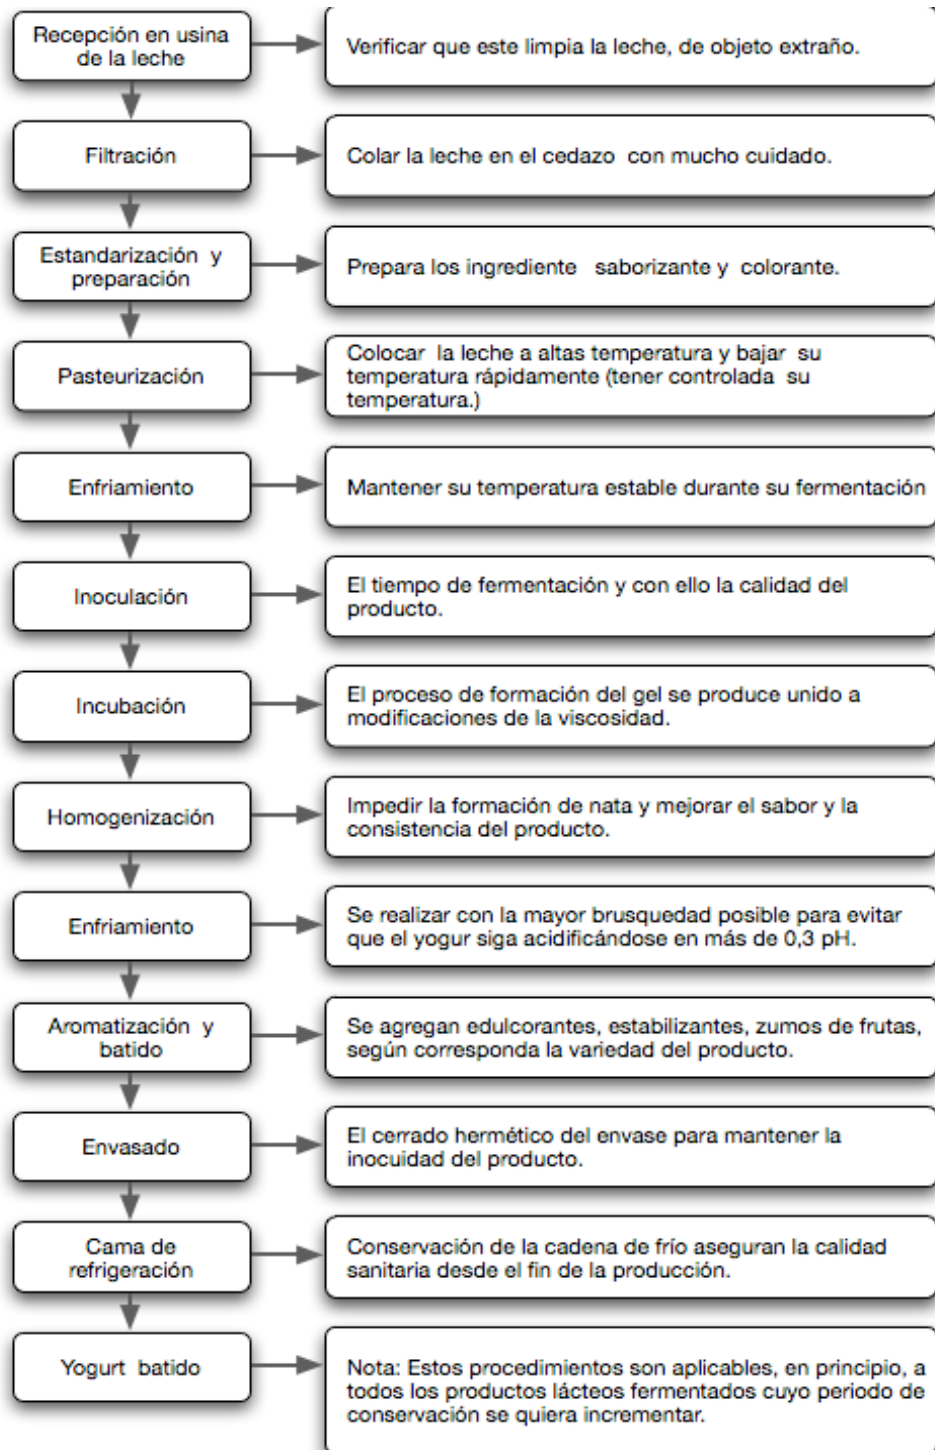 Recepción en usina
de la leche
Verificar que este limpia la leche, de objeto extraño.
Filtración
Colar la leche en el cedazo con mucho cuidado.
Estandarización y
preparación
Prepara los ingrediente saborizante y colorante.
Pasteurización
Colocar la leche a altas temperatura y bajar su
temperatura rápidamente (tener controlada su
temperatura.)
Enfriamiento
Mantener su temperatura estable durante su fermentación
Inoculación
El tiempo de fermentación y con ello la calidad del
producto.
Incubación
El proceso de formación del gel se produce unido a
modificaciones de la viscosidad.
Homogenización
Impedir la formación de nata y mejorar el sabor y la
consistencia del producto.
Enfriamiento
Se realizar con la mayor brusquedad posible para evitar
que el yogur siga acidificándose en más de 0,3 pH.
Aromatización y
batido
Se agregan edulcorantes, estabilizantes, zumos de frutas,
según corresponda la variedad del producto.
Envasado
El cerrado hermético del envase para mantener la
inocuidad del producto.
Cama de
refrigeración
Conservación de la cadena de frío aseguran la calidad
sanitaria desde el fin de la producción.
Yogurt batido
Nota: Estos procedimientos son aplicables, en principio, a
todos los productos lácteos fermentados cuyo periodo de
conservación se quiera incrementar.